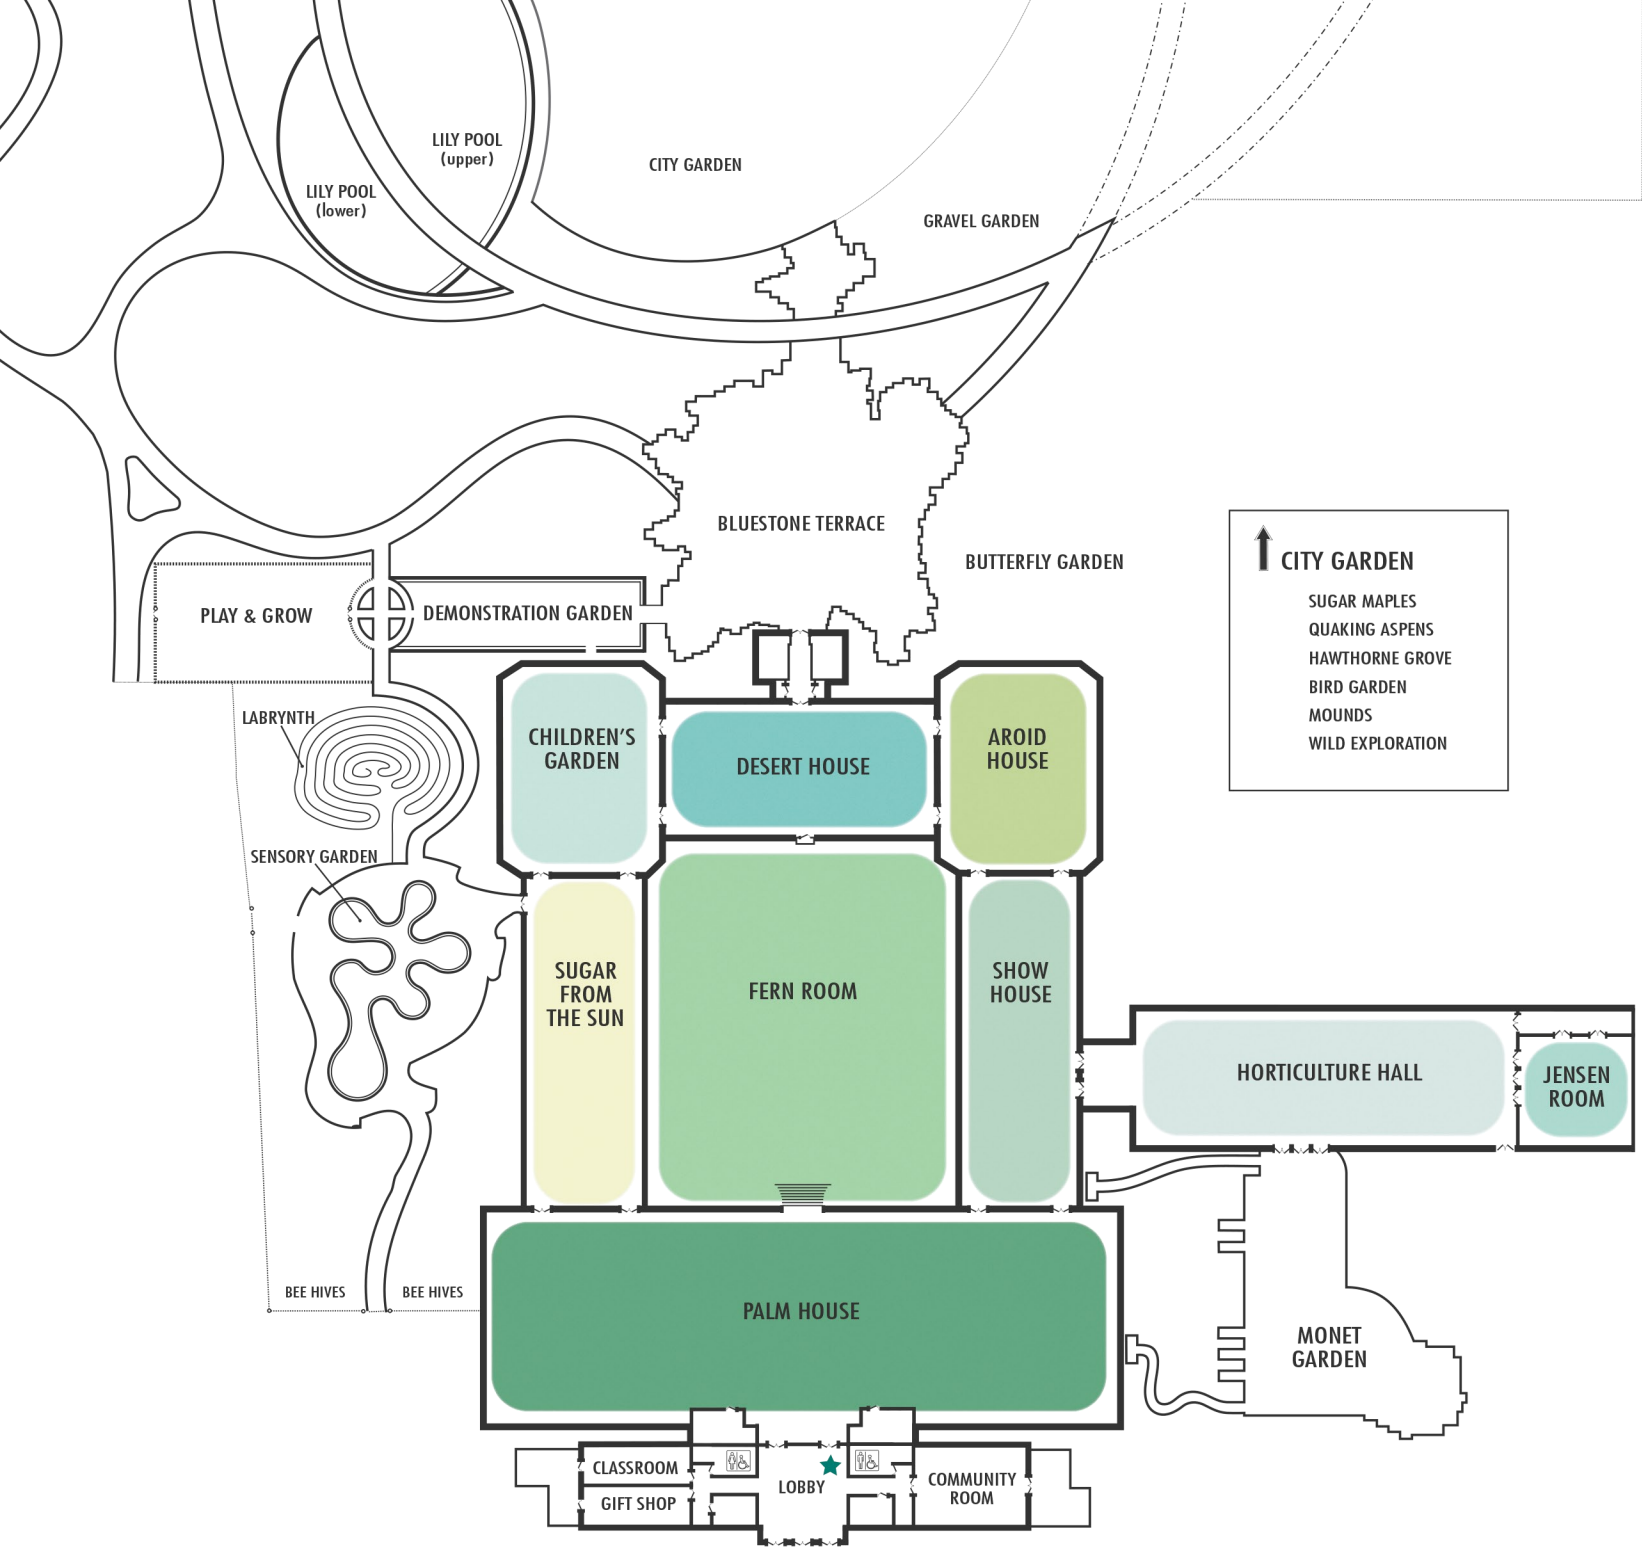 LILY POOL
(upper)
CITY GARDEN
LILY POOL
(lower)
GRAVEL GARDEN
BLUESTONE TERRACE
BUTTERFLY GARDEN
CITY GARDEN
SUGAR MAPLES
QUAKING ASPENS
HAWTHORNE GROVE
BIRD GARDEN
MOUNDS
WILD EXPLORATION
PLAY & GROW
DEMONSTRATION GARDEN
LABRYNTH
CHILDREN'S
GARDEN
DESERT HOUSE
AROID
HOUSE
SENSORY GARDEN
SUGAR
FROM
THE SUN
FERN ROOM
SHOW
HOUSE
HORTICULTURE HALL
JENSEN
ROOM
BEE HIVES
BEE HIVES
PALM HOUSE
MONET
GARDEN
CLASSROOM
GIFT SHOP
LOBBY
COMMUNITY
ROOM